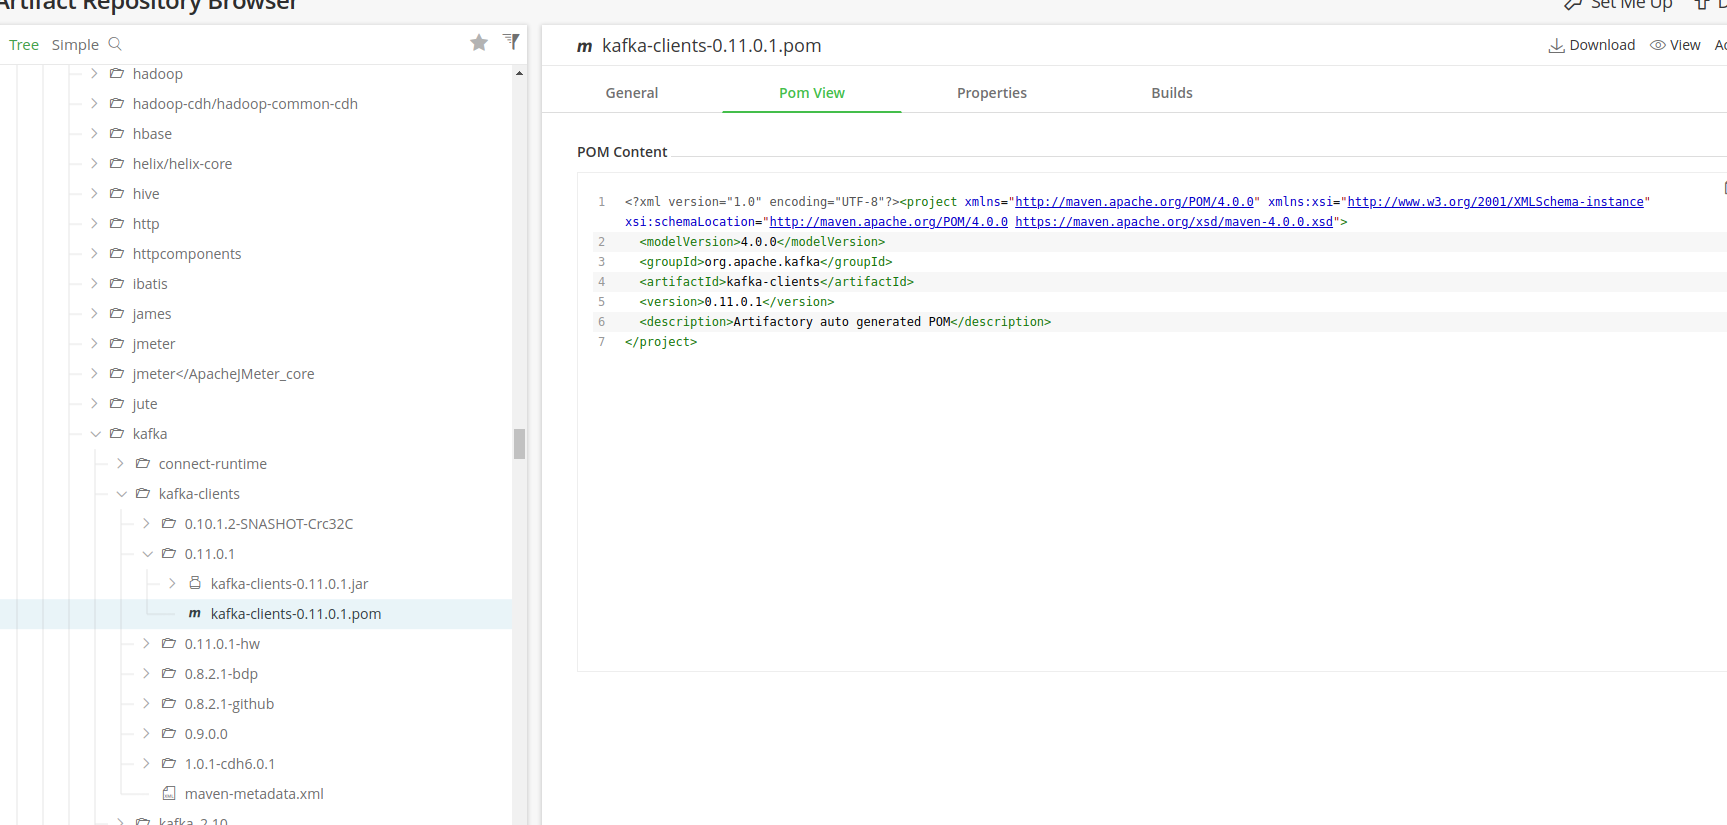 Artifact Repository Browser
Set Me Up
Tree Simple
hadoop
hadoop-cdh/hadoop-common-cdh
hbase
helix/helix-core
hive
http
httpcomponents
ibatis
james
jmeter
jmeter</ApacheJMeter_core
jute
kafka
connect-runtime
kafka-clients
0.10.1.2-SNASHOT-Crc32C
0.11.0.1
kafka-clients-0.11.0.1.jar
m kafka-clients-0.11.0.1.pom
0.11.0.1-hw
0.8.2.1-bdp
0.8.2.1-github
0.9.0.0
1.0.1-cdh6.0.1
maven-metadata.xml
kafka_2.10
m kafka-clients-0.11.0.1.pom
Download View Ac
General Pom View Properties Builds
POM Content
1 <?xml version="1.0" encoding="UTF-8"?><project xmlns="http://maven.apache.org/POM/4.0.0" xmlns:xsi="http://www.w3.org/2001/XMLSchema-instance"
xsi:schemaLocation="http://maven.apache.org/POM/4.0.0 https://maven.apache.org/xsd/maven-4.0.0.xsd">
2 <modelVersion>4.0.0</modelVersion>
3 <groupId>org.apache.kafka</groupId>
4 <artifactId>kafka-clients</artifactId>
5 <version>0.11.0.1</version>
6 <description>Artifactory auto generated POM</description>
7 </project>